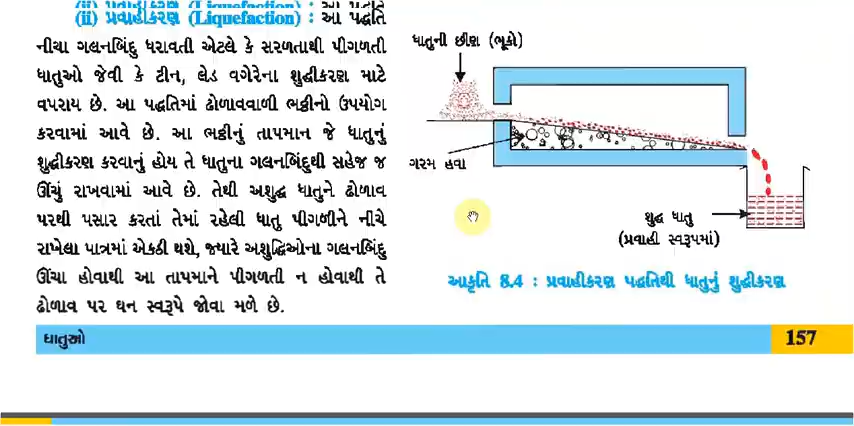 (ii) પ્રવાહીકરણ (Liquefaction) : આ પદ્ધતિ
નીચા ગલનબિંદુ ધરાવતી એટલે કે સરળતાથી પીગળતી
ધાતુઓ જેવી કે ટીન, લેડ વગેરેના શુદ્ધીકરણ માટે
વપરાય છે. આ પદ્ધતિમાં ઢોળાવવાળી ભઠ્ઠીનો ઉપયોગ
કરવામાં આવે છે. આ ભઠ્ઠીનું તાપમાન જે ધાતુનું
શુદ્ધીકરણ કરવાનું હોય તે ધાતુના ગલનબિંદુથી સહેજ જ
ઊંચું રાખવામાં આવે છે. તેથી અશુદ્ધ ધાતુને ઢોળાવ
પરથી પસાર કરતાં તેમાં રહેલી ધાતુ પીગળીને નીચે
રાખેલા પાત્રમાં એકઠી થશે, જ્યારે અશુદ્ધિઓના ગલનબિંદુ
ઊંચા હોવાથી આ તાપમાને પીગળતી ન હોવાથી તે
ઢોળાવ પર ઘન સ્વરૂપે જોવા મળે છે.
ધાતુની છીણ (ભૂકો)
ગરમ હવા
શુદ્ધ ધાતુ
(પ્રવાહી સ્વરૂપમાં)
આકૃતિ 8.4 : પ્રવાહીકરણ પદ્ધતિથી ધાતુનું શુદ્ધીકરણ
ધાતુઓ
157